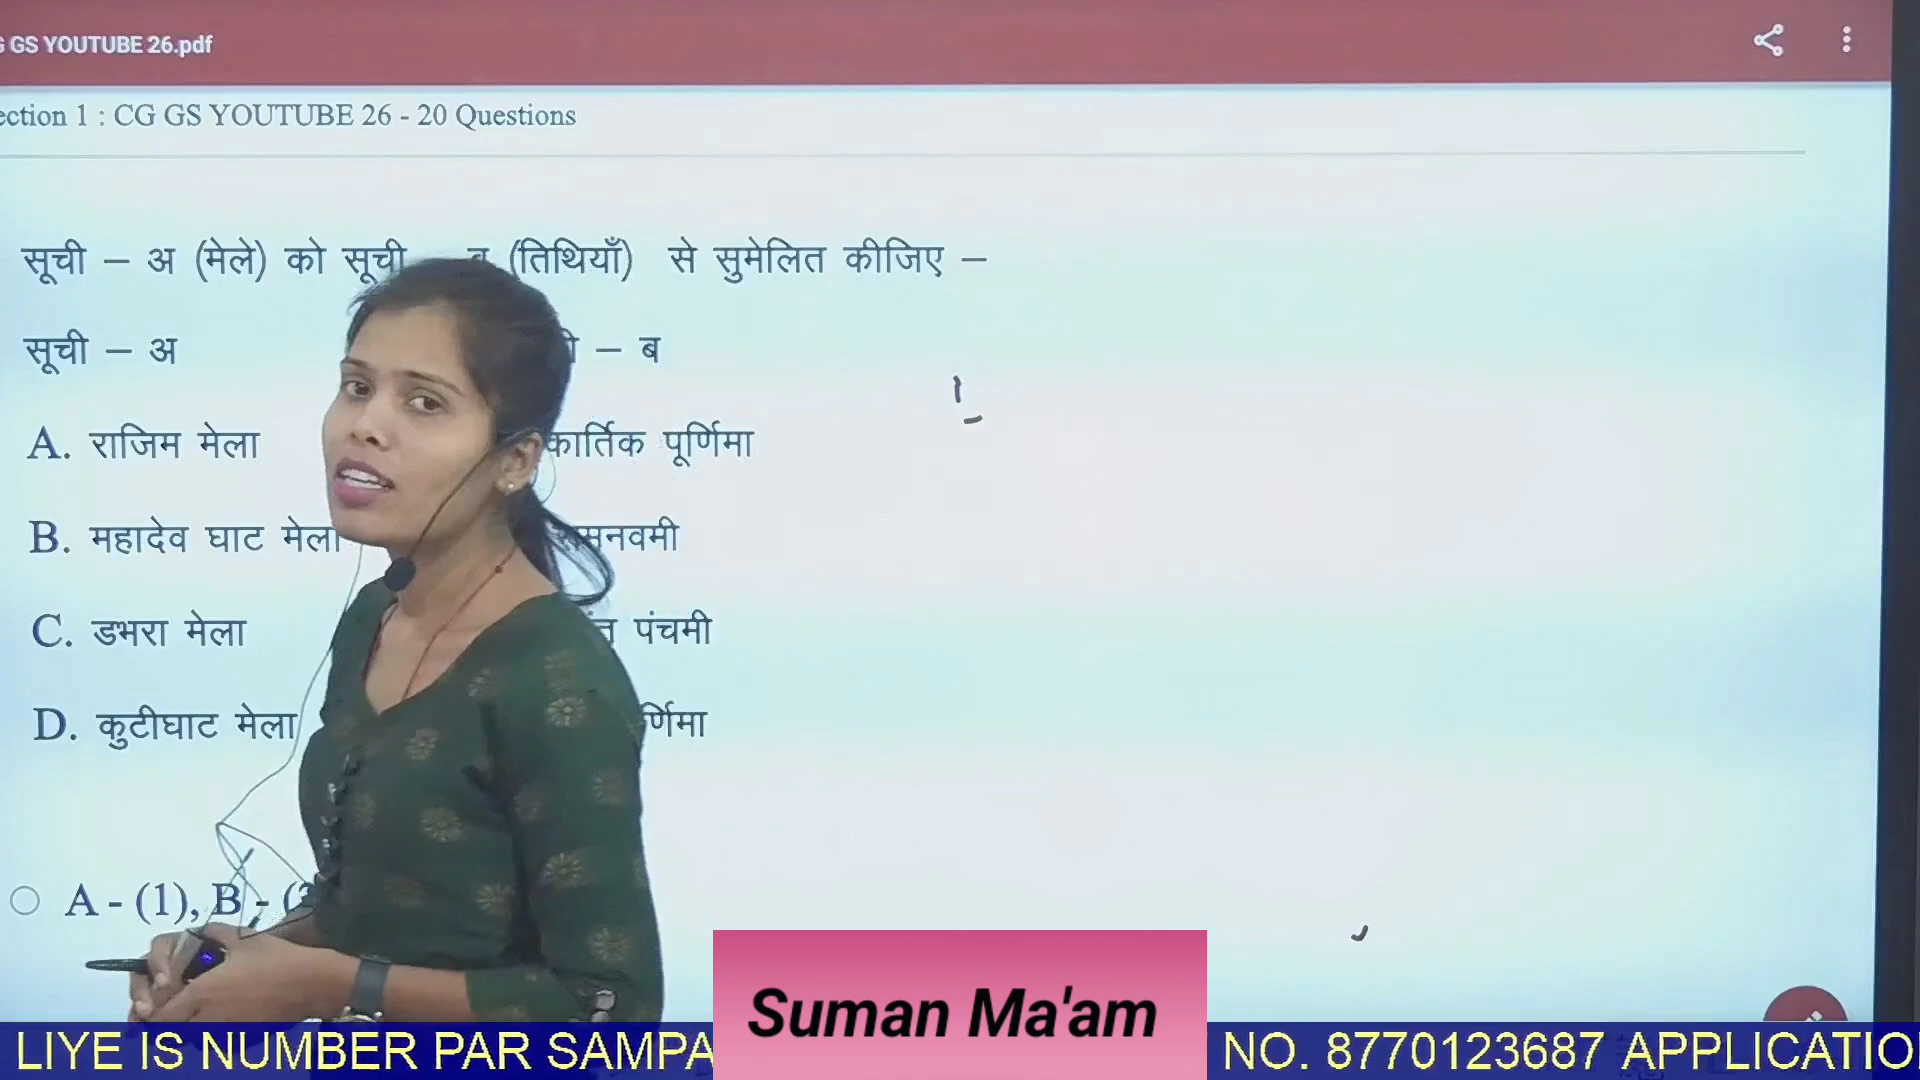 GS YOUTUBE 26.pdf
ection 1 : CG GS YOUTUBE 26 - 20 Questions
सूची – अ (मेले) को सूची ब (तिथियाँ) से सुमेलित कीजिए –
सूची – अ – ब
A. राजिम मेला कार्तिक पूर्णिमा
B. महादेव घाट मेला मनवमी
C. डभरा मेला पंचमी
D. कुटीघाट मेला र्णिमा
A - (1), B - (
Suman Ma'am
LIYE IS NUMBER PAR SAMPA NO. 8770123687 APPLICATIO